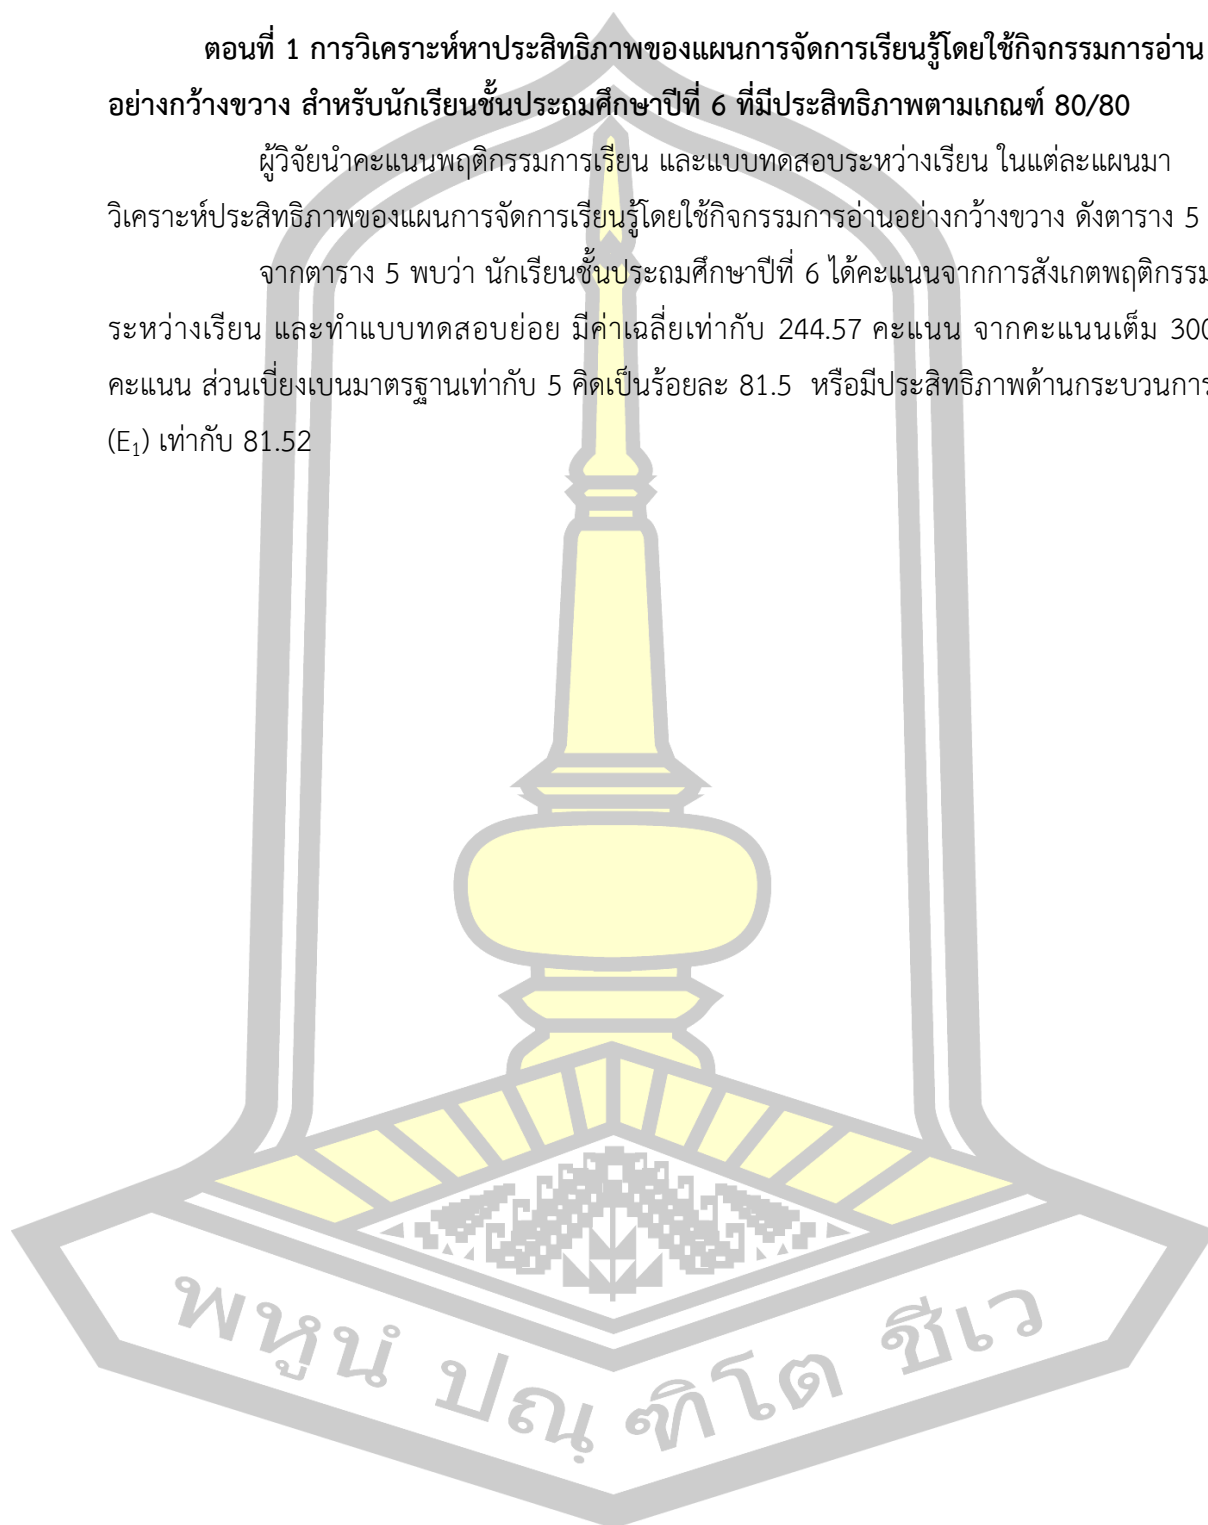 ตอนที่ 1 การวิเคราะห์หาประสิทธิภาพของแผนการจัดการเรียนรู้โดยใช้กิจกรรมการอ่าน
อย่างกว้างขวาง สำหรับนักเรียนชั้นประถมศึกษาปีที่ 6 ที่มีประสิทธิภาพตามเกณฑ์ 80/80
ผู้วิจัยนำคะแนนพฤติกรรมการเรียน และแบบทดสอบระหว่างเรียน ในแต่ละแผนมา
วิเคราะห์ประสิทธิภาพของแผนการจัดการเรียนรู้โดยใช้กิจกรรมการอ่านอย่างกว้างขวาง ดังตาราง 5
จากตาราง 5 พบว่า นักเรียนชั้นประถมศึกษาปีที่ 6 ได้คะแนนจากการสังเกตพฤติกรรม
ระหว่างเรียน และทำแบบทดสอบย่อย มีค่าเฉลี่ยเท่ากับ 244.57 คะแนน จากคะแนนเต็ม 300
คะแนน ส่วนเบี่ยงเบนมาตรฐานเท่ากับ 5 คิดเป็นร้อยละ 81.5 หรือมีประสิทธิภาพด้านกระบวนการ
(E₁) เท่ากับ 81.52
พหูนํ ปณฺฑิโต ชีเว